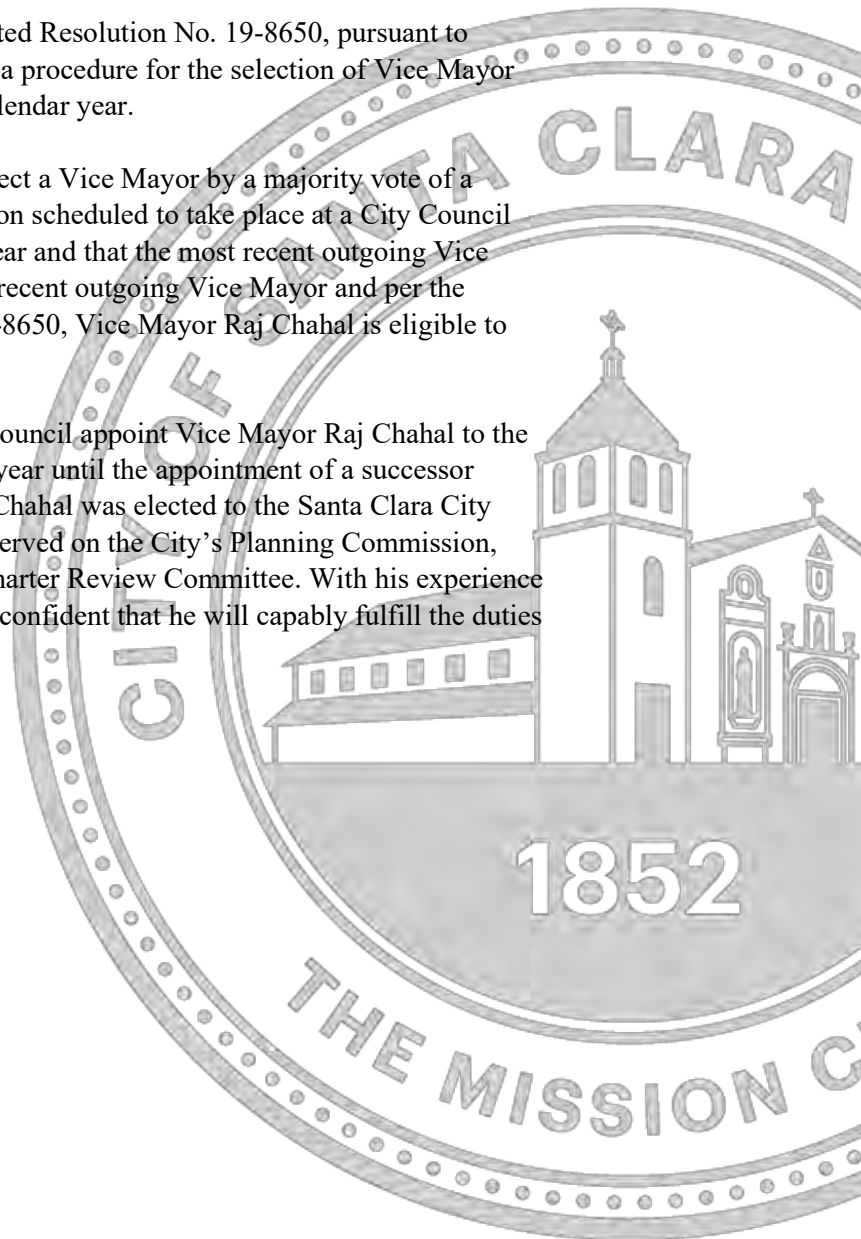 ted Resolution No. 19-8650, pursuant to
a procedure for the selection of Vice Mayor
lendar year.
ect a Vice Mayor by a majority vote of a
on scheduled to take place at a City Council
ear and that the most recent outgoing Vice
recent outgoing Vice Mayor and per the
-8650, Vice Mayor Raj Chahal is eligible to
ouncil appoint Vice Mayor Raj Chahal to the
year until the appointment of a successor
Chahal was elected to the Santa Clara City
erved on the City’s Planning Commission,
harter Review Committee. With his experience
confident that he will capably fulfill the duties
CITY OF SANTA CLARA
1852
THE MISSION C